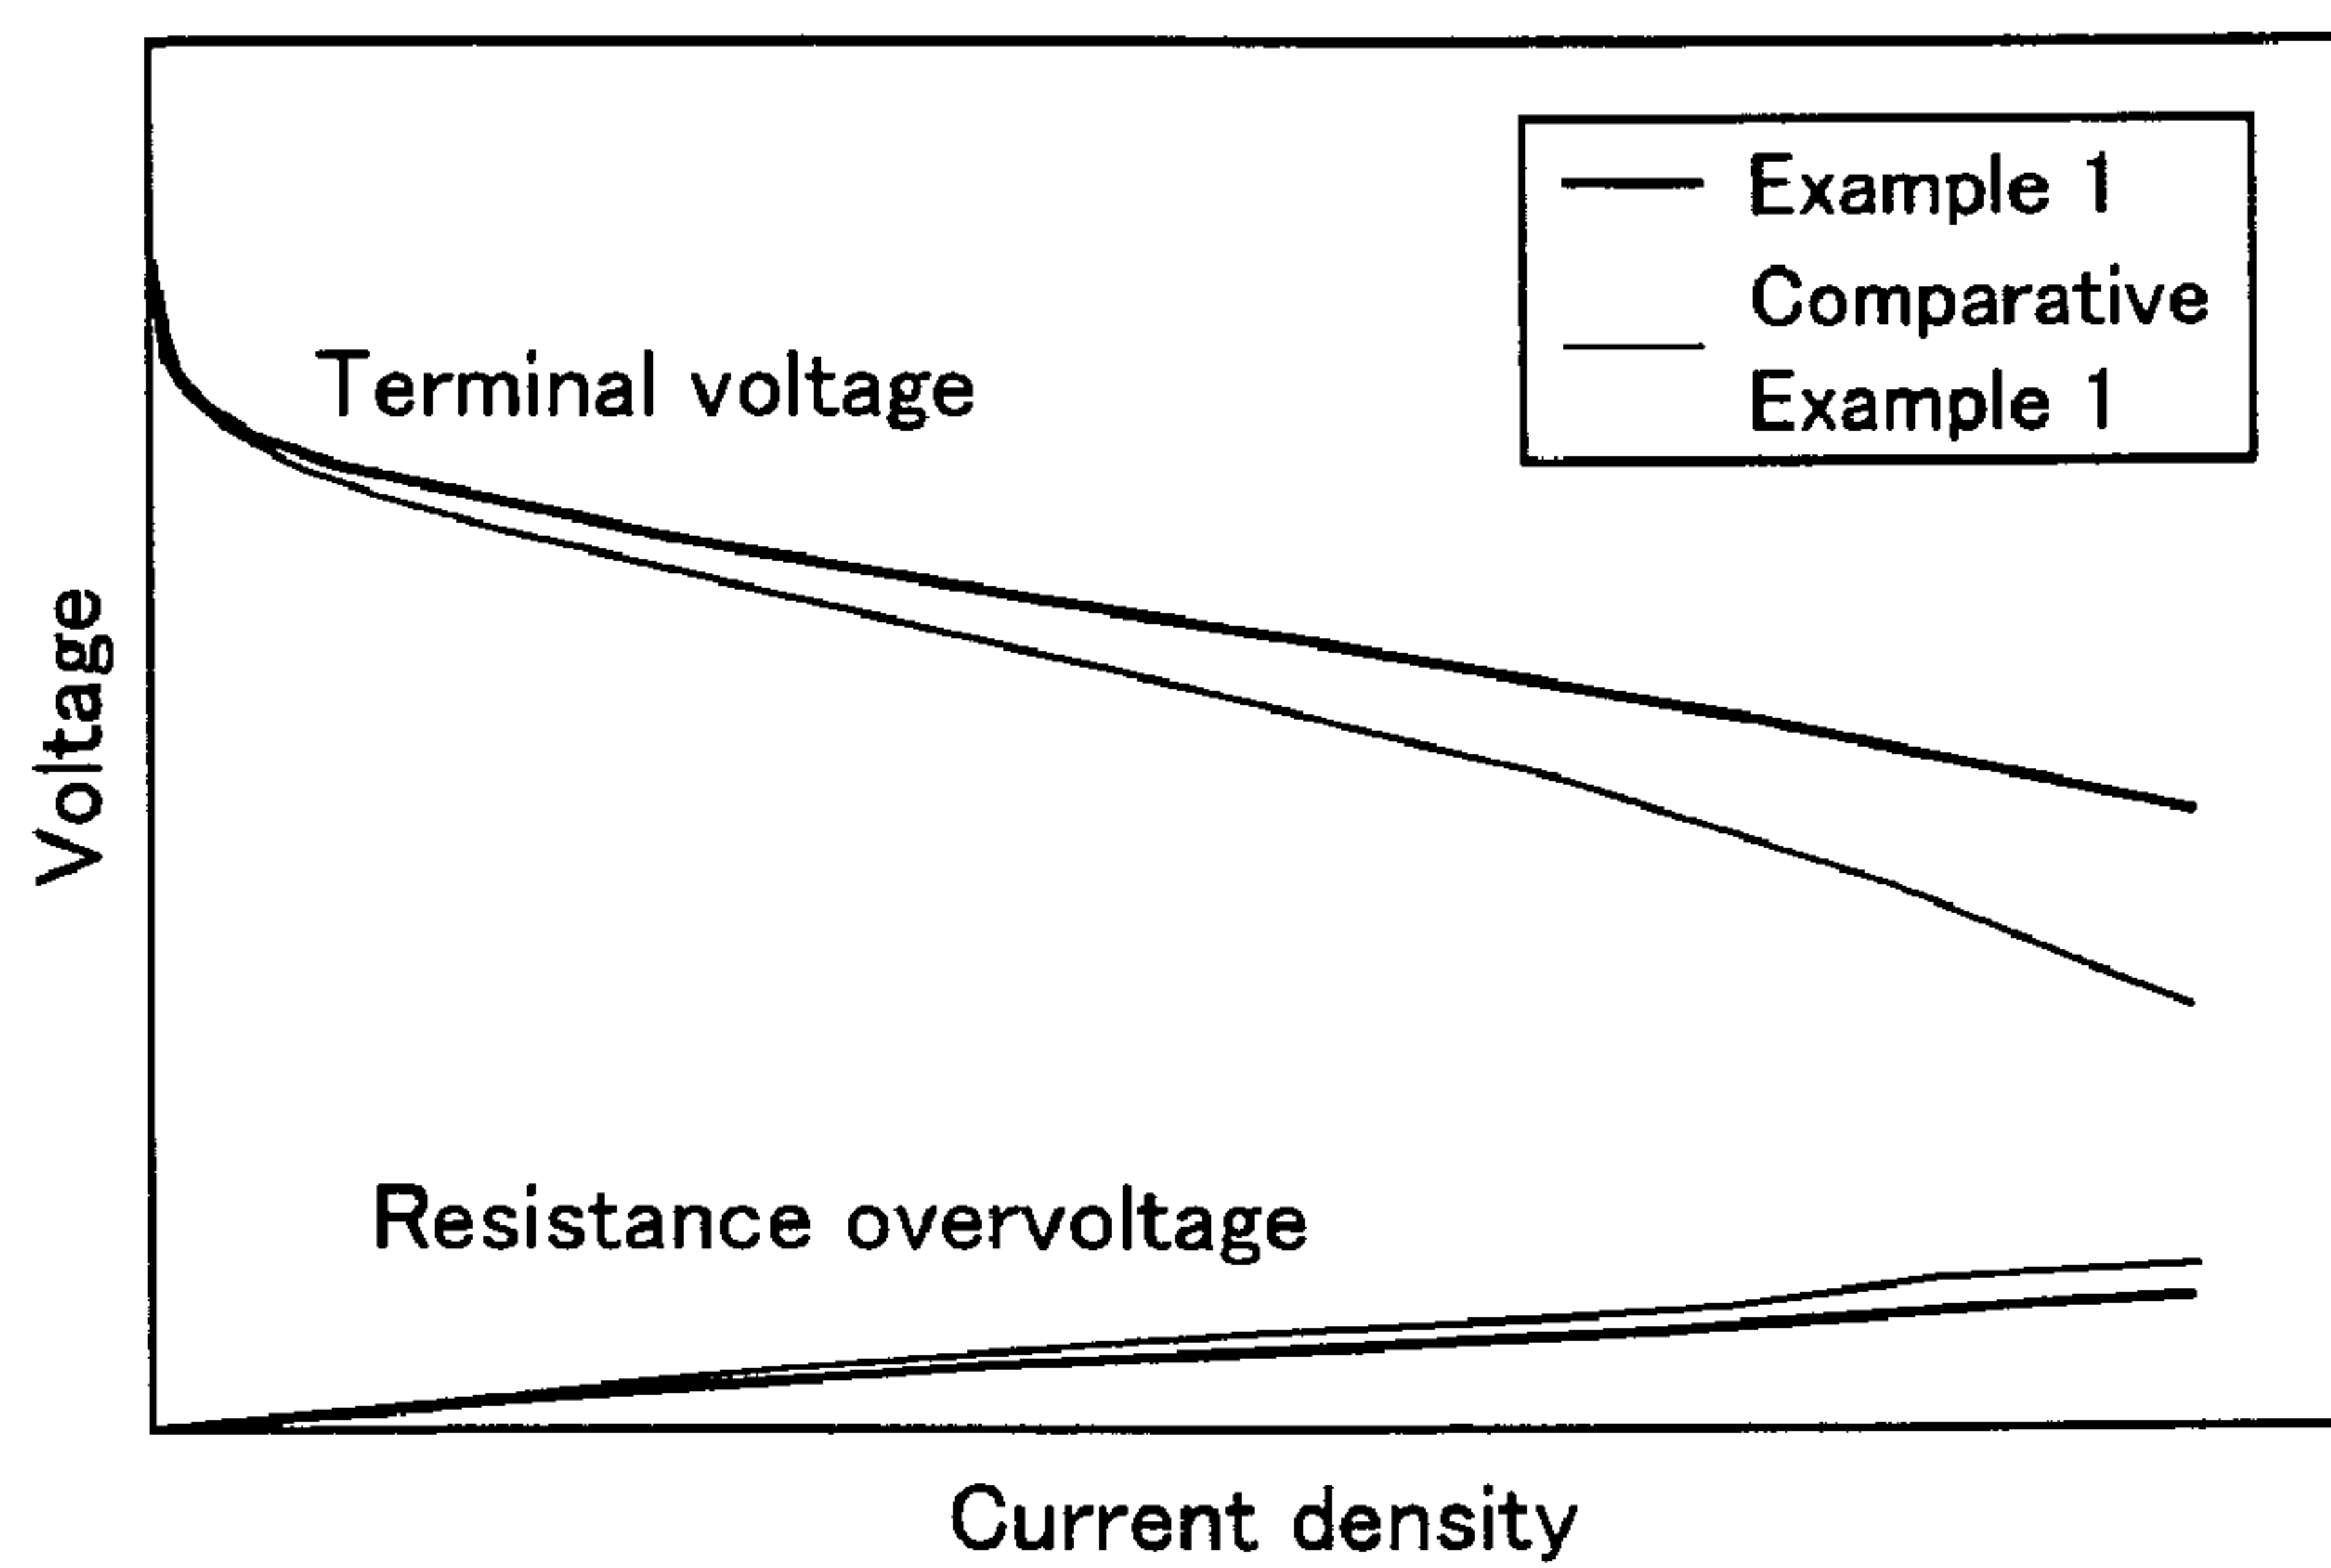 Example 1
Comparative
Example 1
Terminal voltage
Voltage
Resistance overvoltage
Current density